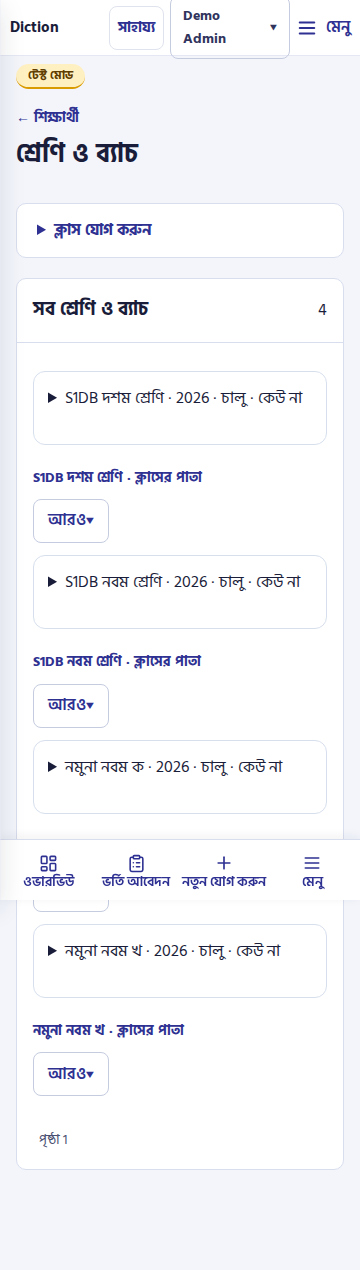 Diction
সাহায্য
Demo
Admin
▼
মেনু
টেস্ট মোড
← শিক্ষার্থী
শ্রেণি ও ব্যাচ
▶ ক্লাস যোগ করুন
সব শ্রেণি ও ব্যাচ
4
▶ S1DB দশম শ্রেণি · 2026 · চালু · কেউ না
S1DB দশম শ্রেণি · ক্লাসের পাতা
আরও▾
▶ S1DB নবম শ্রেণি · 2026 · চালু · কেউ না
S1DB নবম শ্রেণি · ক্লাসের পাতা
আরও▾
▶ নমুনা নবম ক · 2026 · চালু · কেউ না
ওভারভিউ
ভর্তি আবেদন
নতুন যোগ করুন
মেনু
▶ নমুনা নবম খ · 2026 · চালু · কেউ না
নমুনা নবম খ · ক্লাসের পাতা
আরও▾
পৃষ্ঠা 1